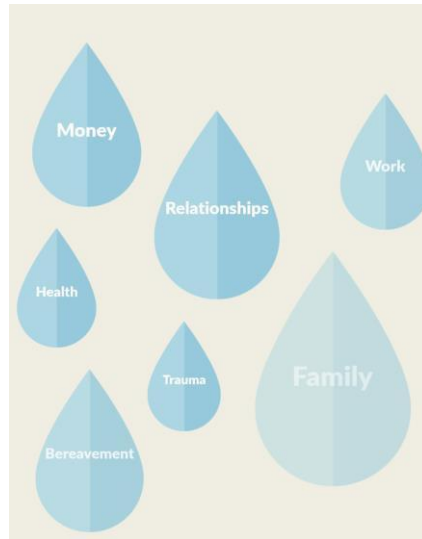 Money
Work
Relationships
Health
Trauma
Family
Bereavement